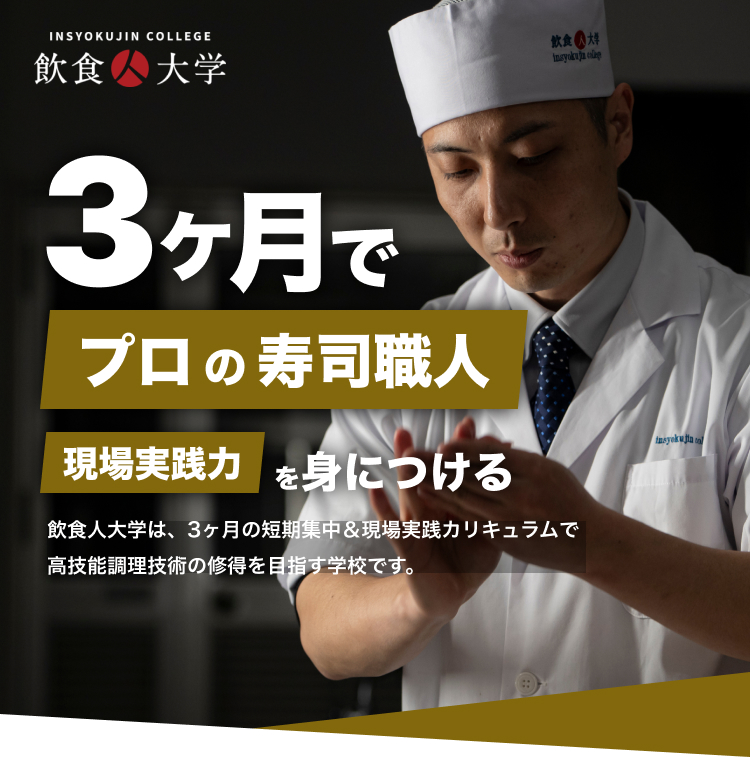 INSYOKUJIN COLLEGE
飲食人大学
飲食人大学
insyokujin college
3ヶ月で
プロの寿司職人
現場実践力を身につける
insyokujin col
飲食人大学は、3ヶ月の短期集中&現場実践カリキュラムで
高技能調理技術の修得を目指す学校です。